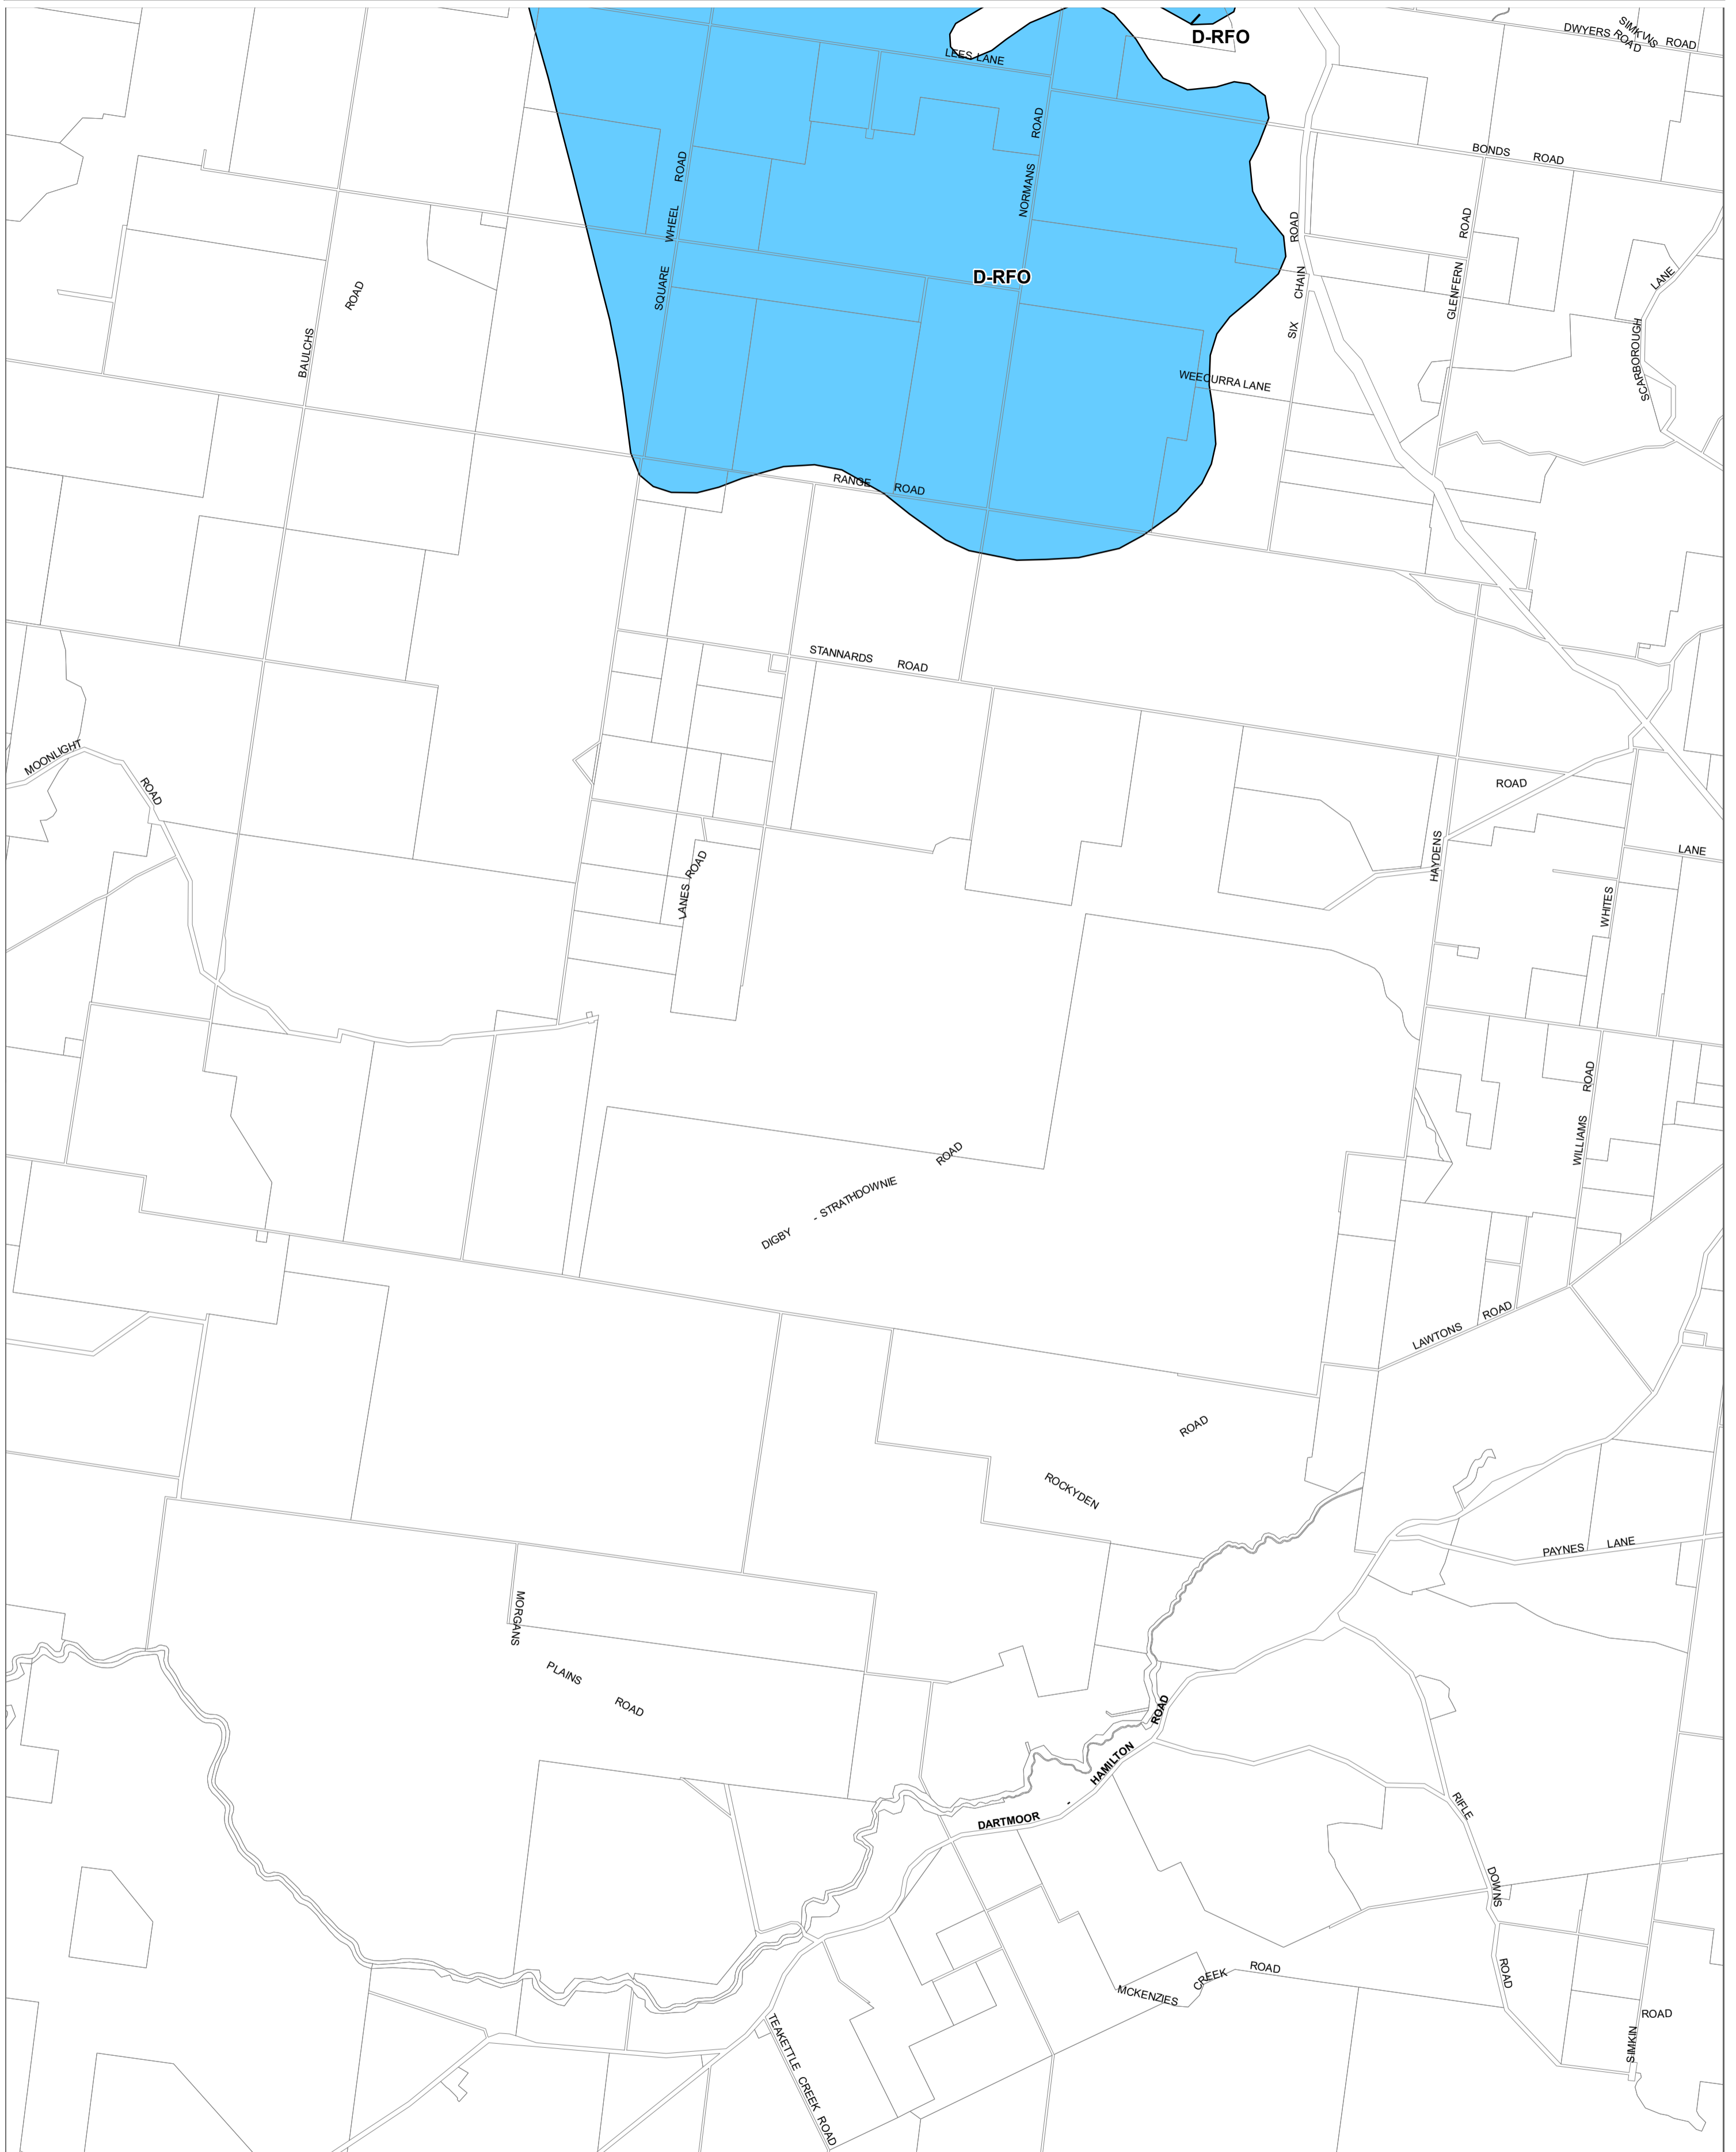 D-RFO
SIMKINS ROAD
DWYERS ROAD
LEES LANE
BONDS ROAD
NORMANS ROAD
SQUARE WHEEL ROAD
BAULCHS ROAD
D-RFO
SIX CHAIN ROAD
GLENFERN ROAD
SCARBOROUGH LANE
WEECURRA LANE
RANGE ROAD
STANNARDS ROAD
MOONLIGHT ROAD
HAYDENS ROAD
WHITES LANE
LANES ROAD
WILLIAMS ROAD
DIGBY - STRATHDOWNIE ROAD
LAWTONS ROAD
ROCKYDEN ROAD
PAYNES LANE
MORGANS PLAINS ROAD
DARTMOOR - HAMILTON ROAD
RIFLE DOWNS ROAD
MCKENZIES CREEK ROAD
TEAKETTLE CREEK ROAD
SIMKIN ROAD